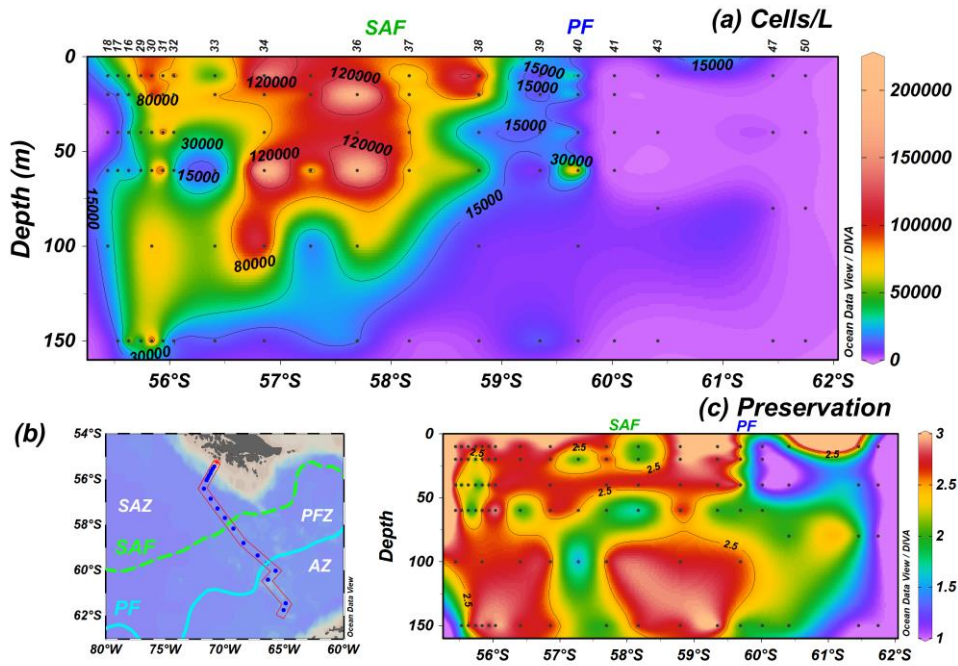 (a) Cells/L
SAF PF
18 17 16 29 30 31 32 33 34 36 37 38 39 40 41 43 47 50
Depth (m)
0
50
100
150
56°S 57°S 58°S 59°S 60°S 61°S 62°S
80000
30000
15000
15000
30000
120000
120000
120000
120000
80000
15000
15000
15000
30000
15000
15000
Ocean Data View / DIVA
200000
150000
100000
50000
0
(b)
54°S
56°S
58°S
60°S
62°S
80°W 75°W 70°W 65°W 60°W
SAZ
SAF
PFZ
AZ
PF
Ocean Data View
(c) Preservation
SAF PF
Depth
0
50
100
150
56°S 57°S 58°S 59°S 60°S 61°S 62°S
2.5
2.5
2.5
2.5
2.5
2.5
2.5
2.5
Ocean Data View / DIVA
3
2.5
2
1.5
1